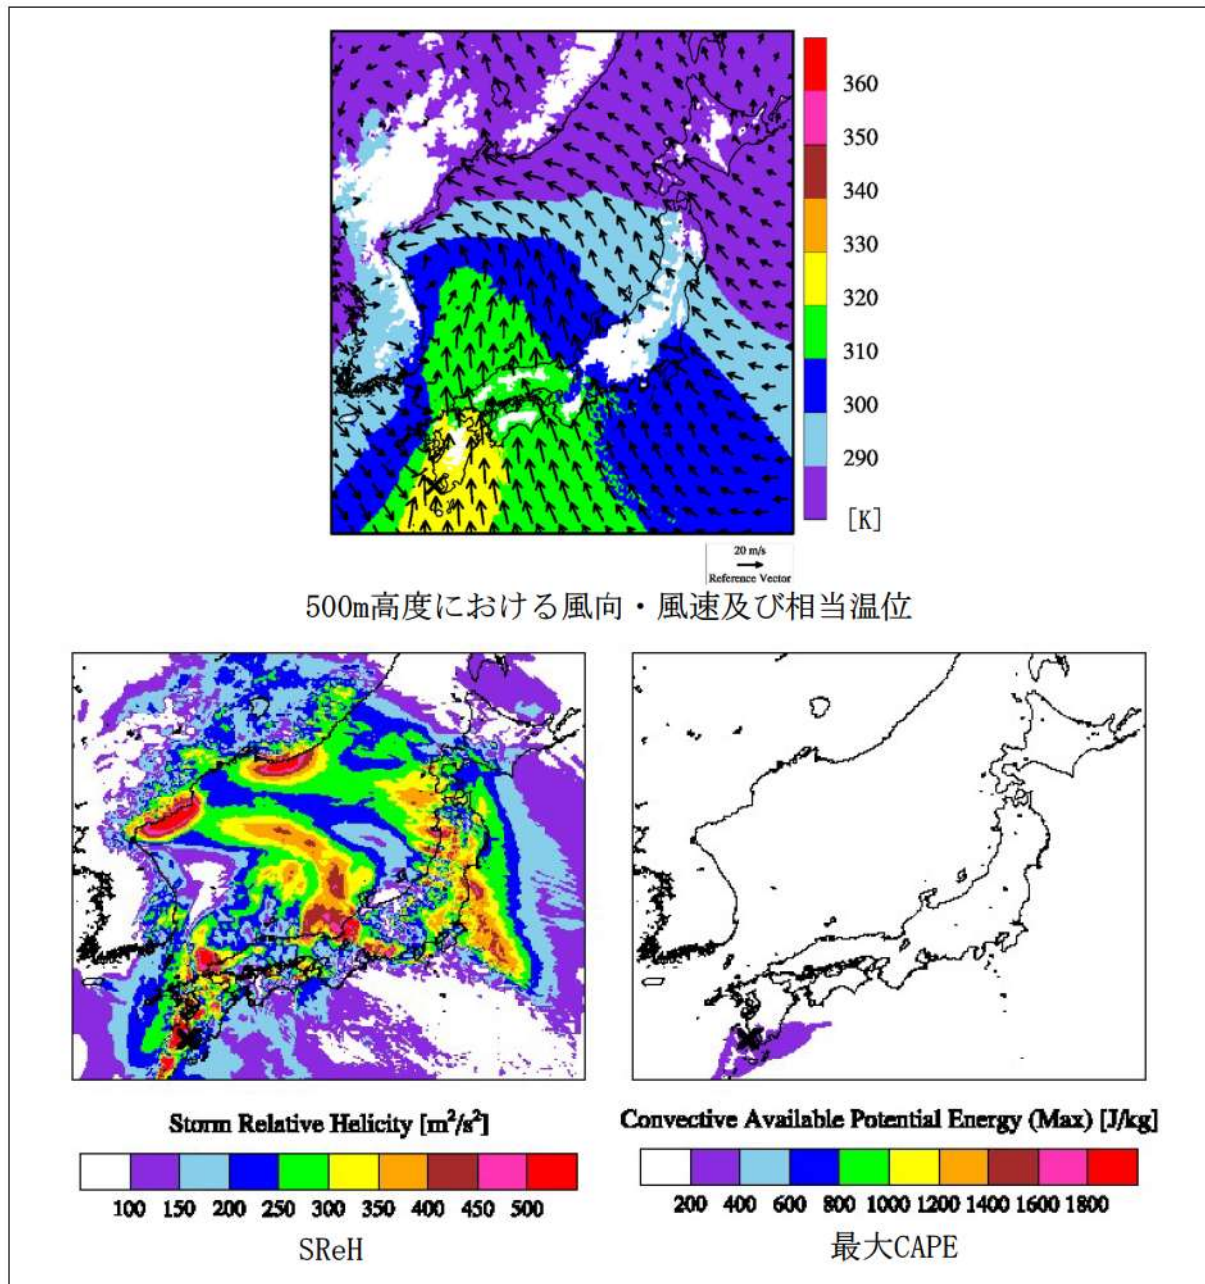 360
350
340
330
320
310
300
290
[K]
20 m/s
Reference Vector
500m高度における風向・風速及び相当温位
Storm Relative Helicity [m²/s²]
100 150 200 250 300 350 400 450 500
SReH
Convective Available Potential Energy (Max) [J/kg]
200 400 600 800 1000 1200 1400 1600 1800
最大CAPE